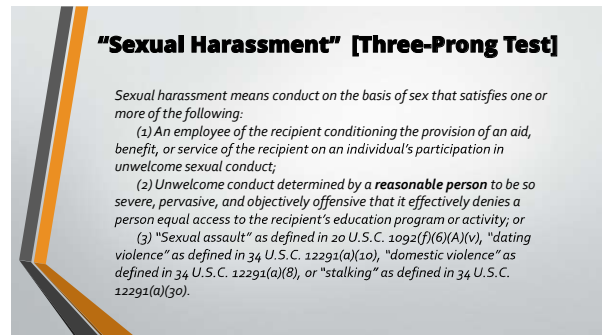 “Sexual Harassment” [Three-Prong Test]
Sexual harassment means conduct on the basis of sex that satisfies one or
more of the following:
(1) An employee of the recipient conditioning the provision of an aid,
benefit, or service of the recipient on an individual’s participation in
unwelcome sexual conduct;
(2) Unwelcome conduct determined by a reasonable person to be so
severe, pervasive, and objectively offensive that it effectively denies a
person equal access to the recipient’s education program or activity; or
(3) “Sexual assault” as defined in 20 U.S.C. 1092(f)(6)(A)(v), “dating
violence” as defined in 34 U.S.C. 12291(a)(10), “domestic violence” as
defined in 34 U.S.C. 12291(a)(8), or “stalking” as defined in 34 U.S.C.
12291(a)(30).